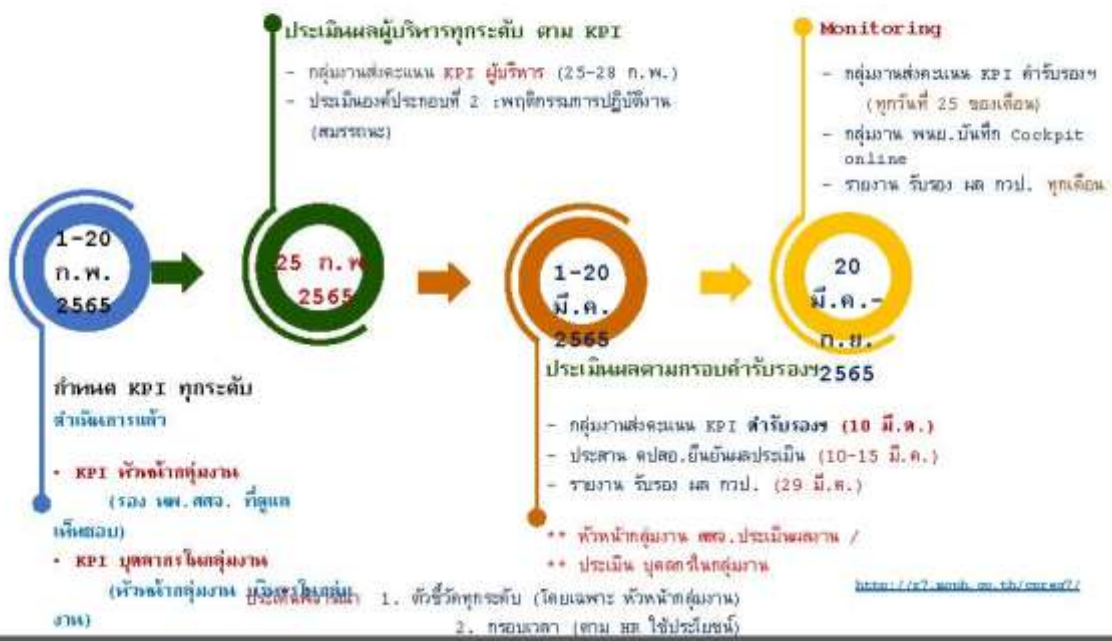 ประเมินผลผู้บริหารทุกระดับ ตาม KPI
- กลุ่มงานส่งคะแนน KPI ผู้บริหาร (25-28 ก.พ.)
- ประเมินองค์ประกอบที่ 2 :พฤติกรรมการปฏิบัติงาน
(สมรรถนะ)
Monitoring
- กลุ่มงานส่งคะแนน KPI คำรับรองฯ
(ทุกวันที่ 25 ของเดือน)
- กลุ่มงาน พนย.บันทึก Cockpit
online
- รายงาน รับรอง ผล กวป. ทุกเดือน
1-20
ก.พ.
2565
25 ก.พ
2565
1-20
มี.ค.
2565
20
มี.ค.-
ก.ย.
2565
กำหนด KPI ทุกระดับ
ดำเนินการแล้ว
• KPI หัวหน้ากลุ่มงาน
(รอง นพ.สสจ. ที่ดูแล
เห็นชอบ)
• KPI บุคลากรในกลุ่มงาน
(หัวหน้ากลุ่มงาน
งาน)
ประเมินผลตามกรอบคำรับรองฯ
- กลุ่มงานส่งคะแนน KPI คำรับรองฯ (10 มี.ค.)
- ประสาน คปสอ.ยืนยันผลประเมิน (10-15 มี.ค.)
- รายงาน รับรอง ผล กวป. (29 มี.ค.)
** หัวหน้ากลุ่มงาน สสจ.ประเมินผลงาน /
** ประเมิน บุคลกรในกลุ่มงาน
ประเด็นพิจารณา 1. ตัวชี้วัดทุกระดับ (โดยเฉพาะ หัวหน้ากลุ่มงาน)
2. กรอบเวลา (ตาม HR ใช้ประโยชน์)